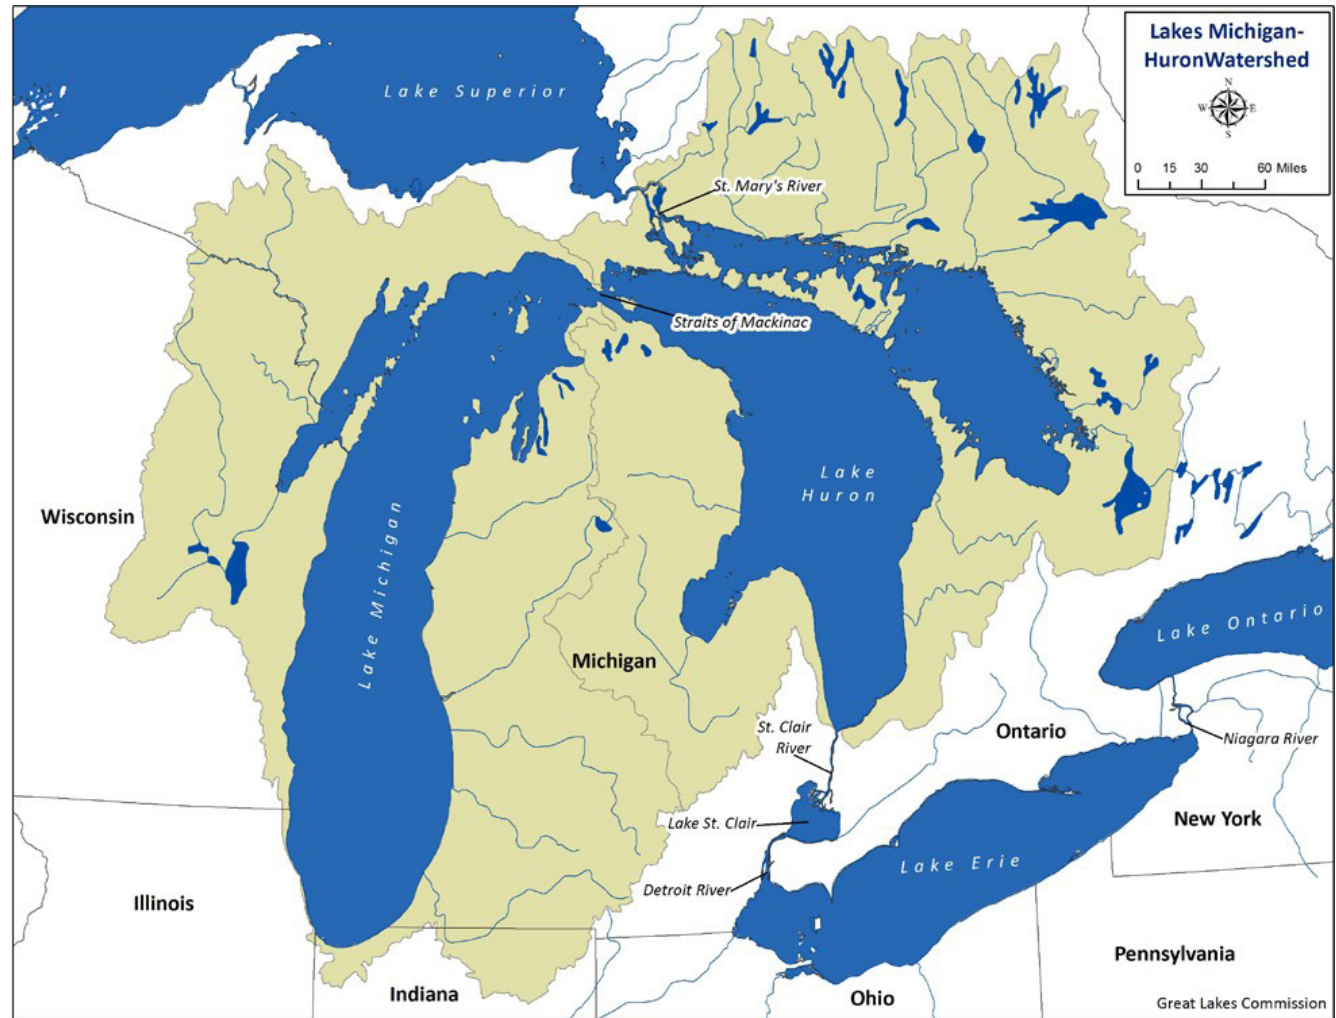 Lakes Michigan-
HuronWatershed
N
W E
S
0 15 30 60 Miles
Lake Superior
St. Mary's River
Straits of Mackinac
Lake
Huron
Wisconsin
Lake Michigan
Lake Ontario
Michigan
St. Clair
River
Ontario
Niagara River
Lake St. Clair
New York
Lake Erie
Detroit River
Illinois
Pennsylvania
Indiana
Ohio
Great Lakes Commission